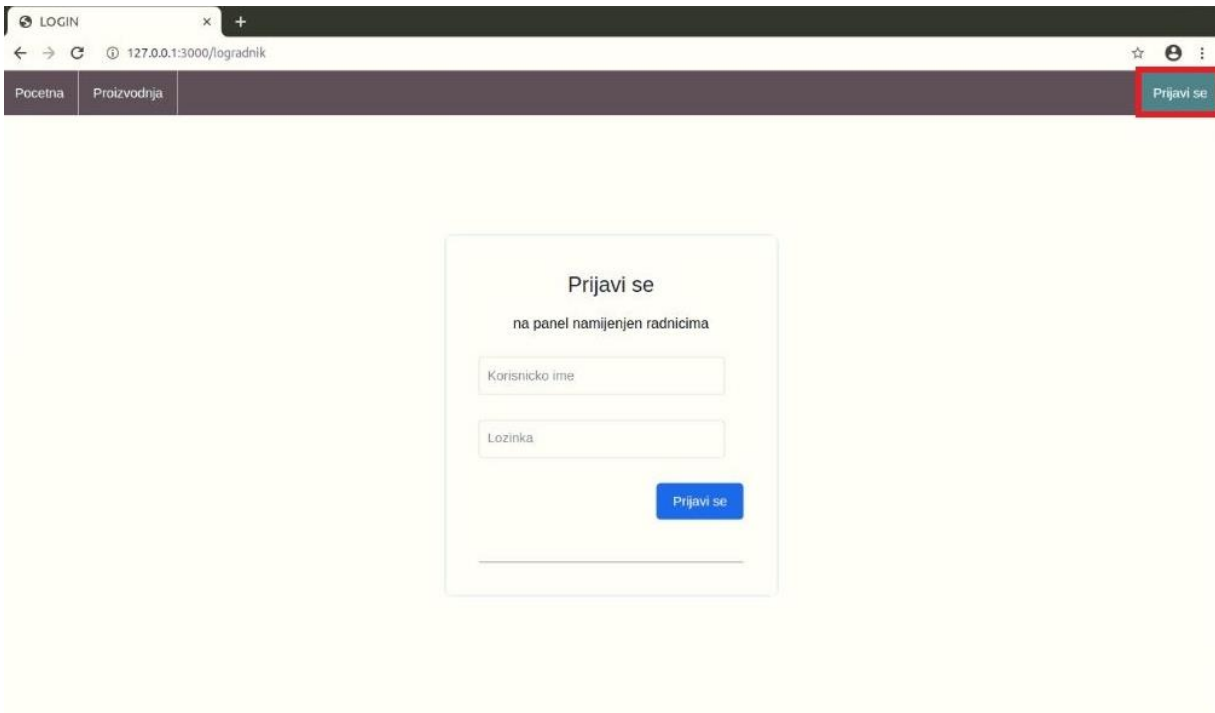 LOGIN
127.0.0.1:3000/logradnik
Pocetna Proizvodnja Prijavi se
Prijavi se
na panel namijenjen radnicima
Korisnicko ime
Lozinka
Prijavi se